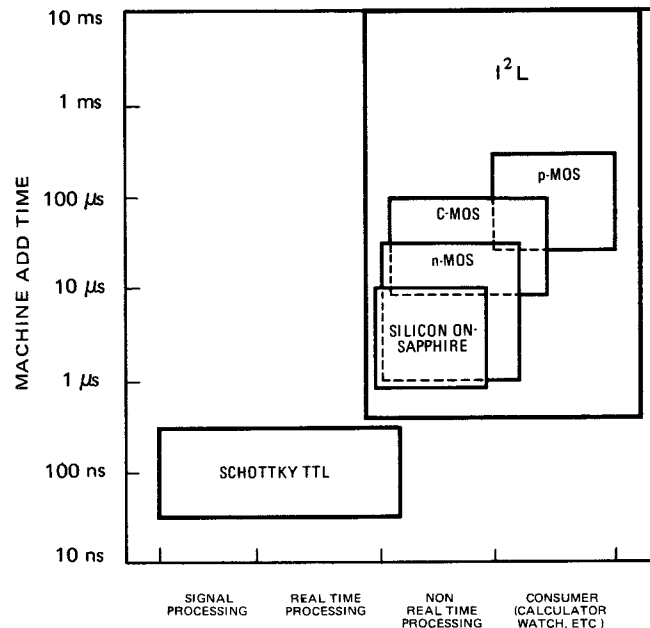 10 ms
1 ms
100 µs
10 µs
1 µs
100 ns
10 ns
MACHINE ADD TIME
I²L
p-MOS
C-MOS
n-MOS
SILICON ON-
SAPPHIRE
SCHOTTKY TTL
SIGNAL
PROCESSING
REAL TIME
PROCESSING
NON
REAL TIME
PROCESSING
CONSUMER
(CALCULATOR
WATCH, ETC )